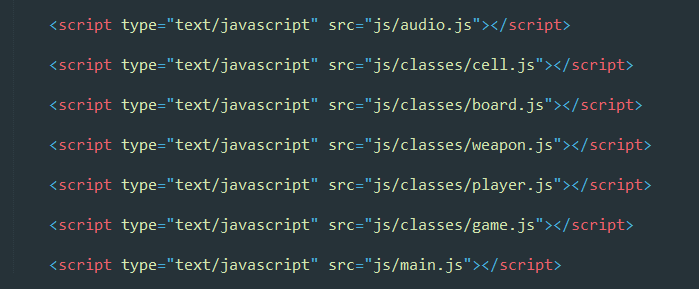 <script type="text/javascript" src="js/audio.js"></script>
<script type="text/javascript" src="js/classes/cell.js"></script>
<script type="text/javascript" src="js/classes/board.js"></script>
<script type="text/javascript" src="js/classes/weapon.js"></script>
<script type="text/javascript" src="js/classes/player.js"></script>
<script type="text/javascript" src="js/classes/game.js"></script>
<script type="text/javascript" src="js/main.js"></script>